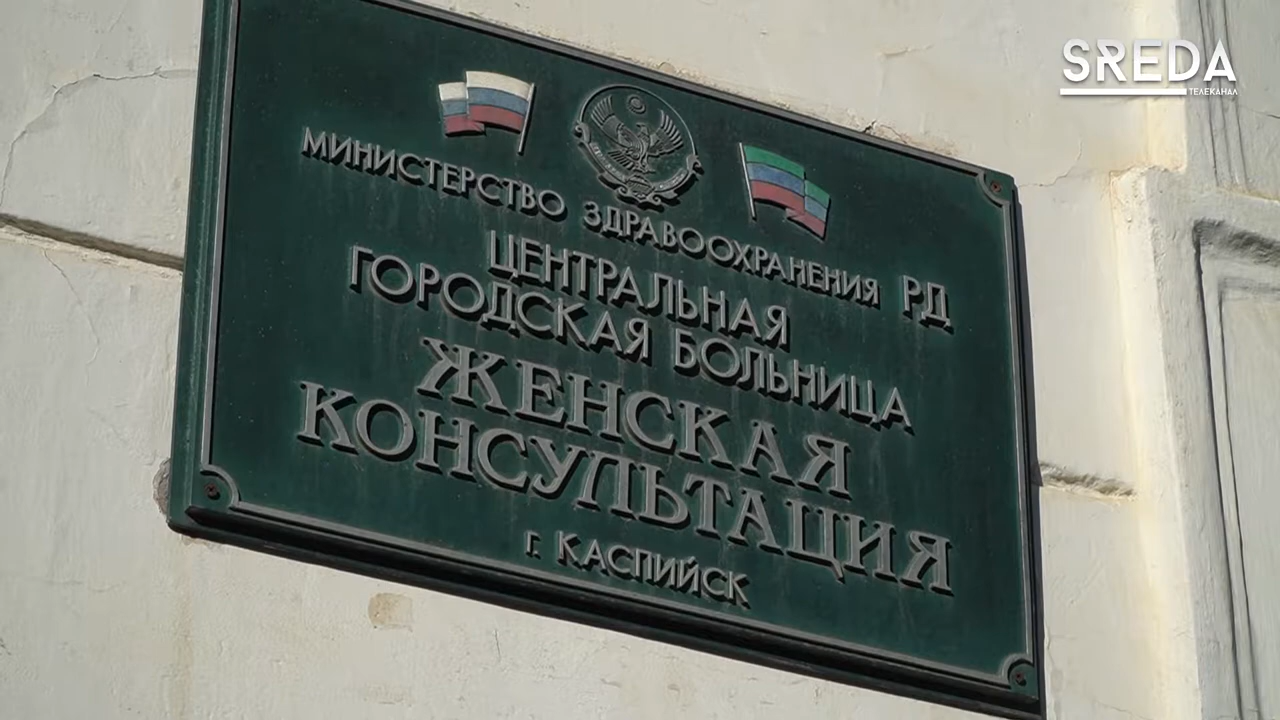 SREDA
ТЕЛЕКАНАЛ
МИНИСТЕРСТВО ЗДРАВООХРАНЕНИЯ РД
ЦЕНТРАЛЬНАЯ
ГОРОДСКАЯ БОЛЬНИЦА
ЖЕНСКАЯ
КОНСУЛЬТАЦИЯ
г. КАСПИЙСК